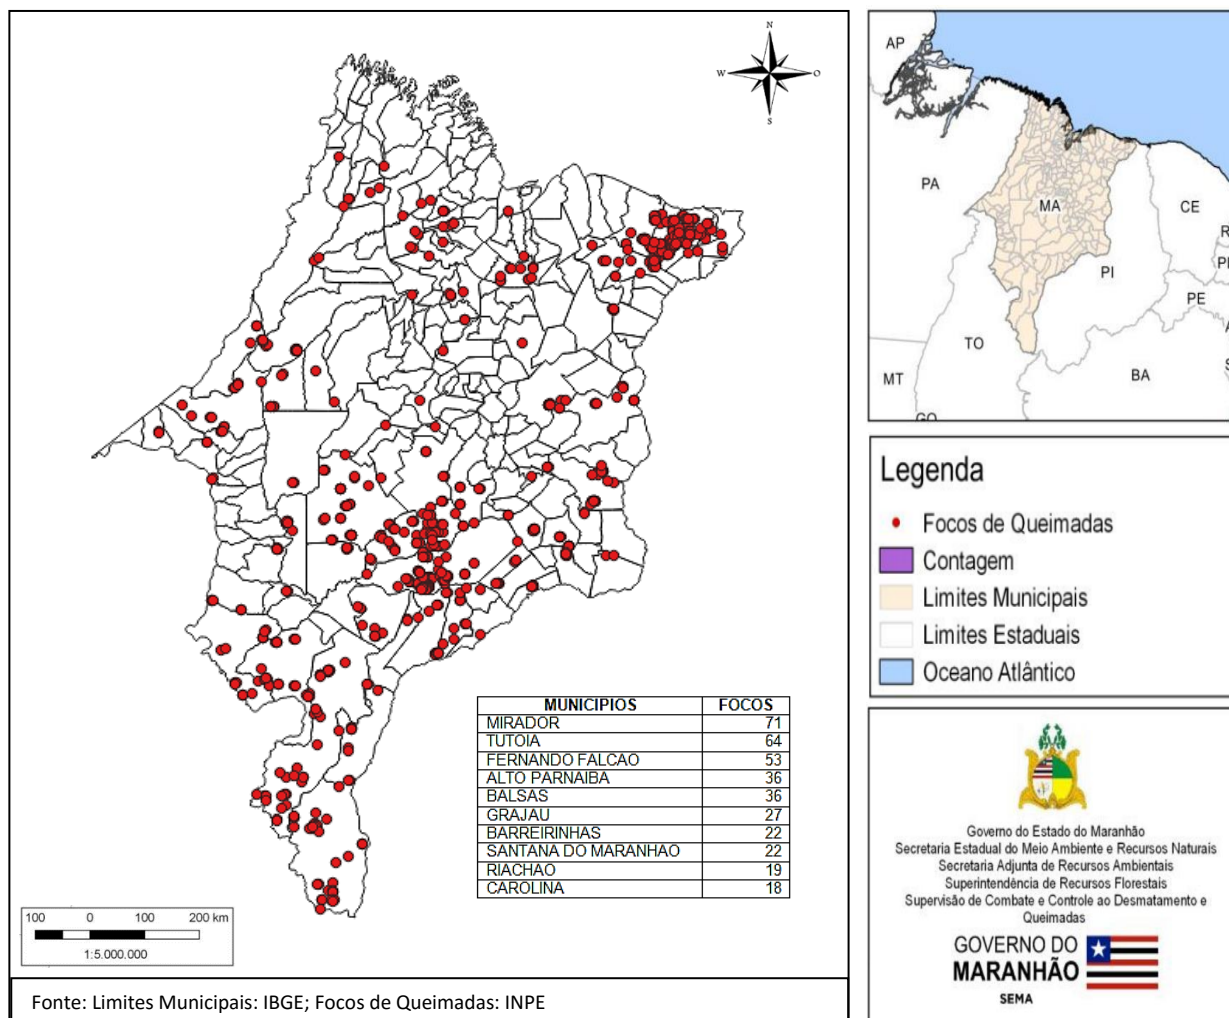 N
W
O
S
MUNICIPIOS FOCOS
MIRADOR 71
TUTOIA 64
FERNANDO FALCAO 53
ALTO PARNAIBA 36
BALSAS 36
GRAJAU 27
BARREIRINHAS 22
SANTANA DO MARANHAO 22
RIACHAO 19
CAROLINA 18
100 0 100 200 km
1:5.000.000
Fonte: Limites Municipais: IBGE; Focos de Queimadas: INPE
AP
PA
MA
CE
R
PI
PE
TO
BA
MT
GO
Legenda
Focos de Queimadas
Contagem
Limites Municipais
Limites Estaduais
Oceano Atlântico
Governo do Estado do Maranhão
Secretaria Estadual do Meio Ambiente e Recursos Naturais
Secretaria Adjunta de Recursos Ambientais
Superintendência de Recursos Florestais
Supervisão de Combate e Controle ao Desmatamento e
Queimadas
GOVERNO DO
MARANHÃO
SEMA